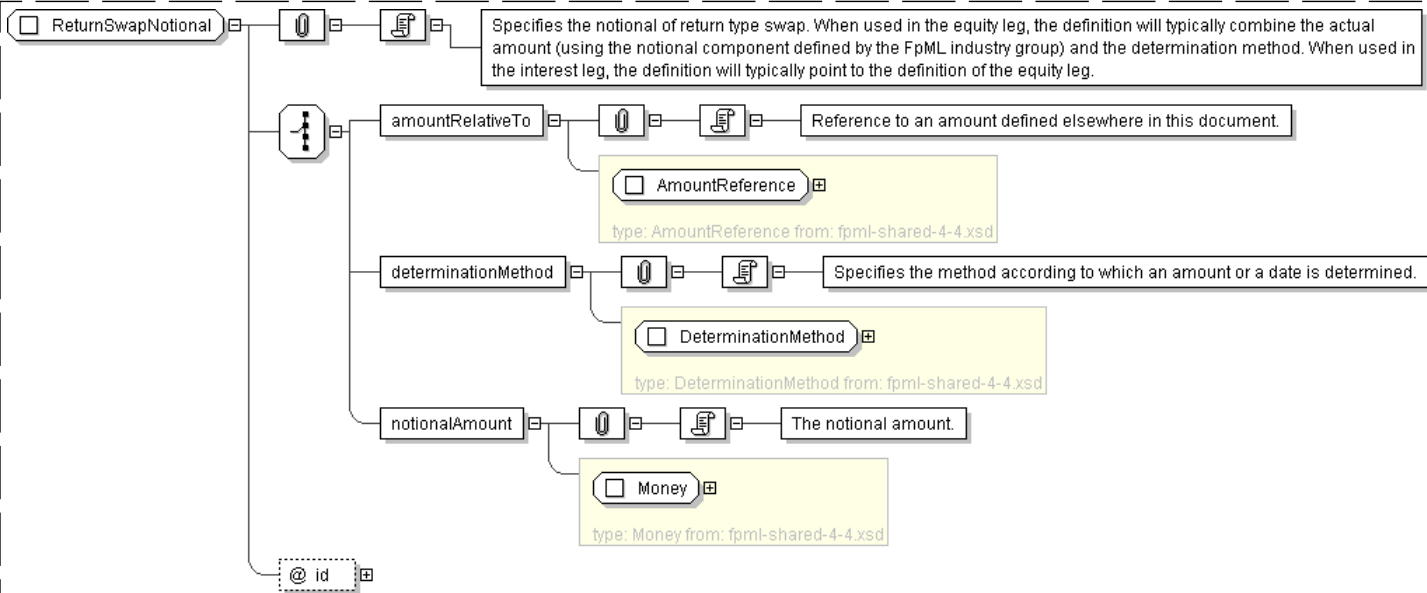 ReturnSwapNotional
Specifies the notional of return type swap. When used in the equity leg, the definition will typically combine the actual
amount (using the notional component defined by the FpML industry group) and the determination method. When used in
the interest leg, the definition will typically point to the definition of the equity leg.
amountRelativeTo
Reference to an amount defined elsewhere in this document.
AmountReference
type: AmountReference from: fpml-shared-4-4.xsd
determinationMethod
Specifies the method according to which an amount or a date is determined.
DeterminationMethod
type: DeterminationMethod from: fpml-shared-4-4.xsd
notionalAmount
The notional amount.
Money
type: Money from: fpml-shared-4-4.xsd
@ id